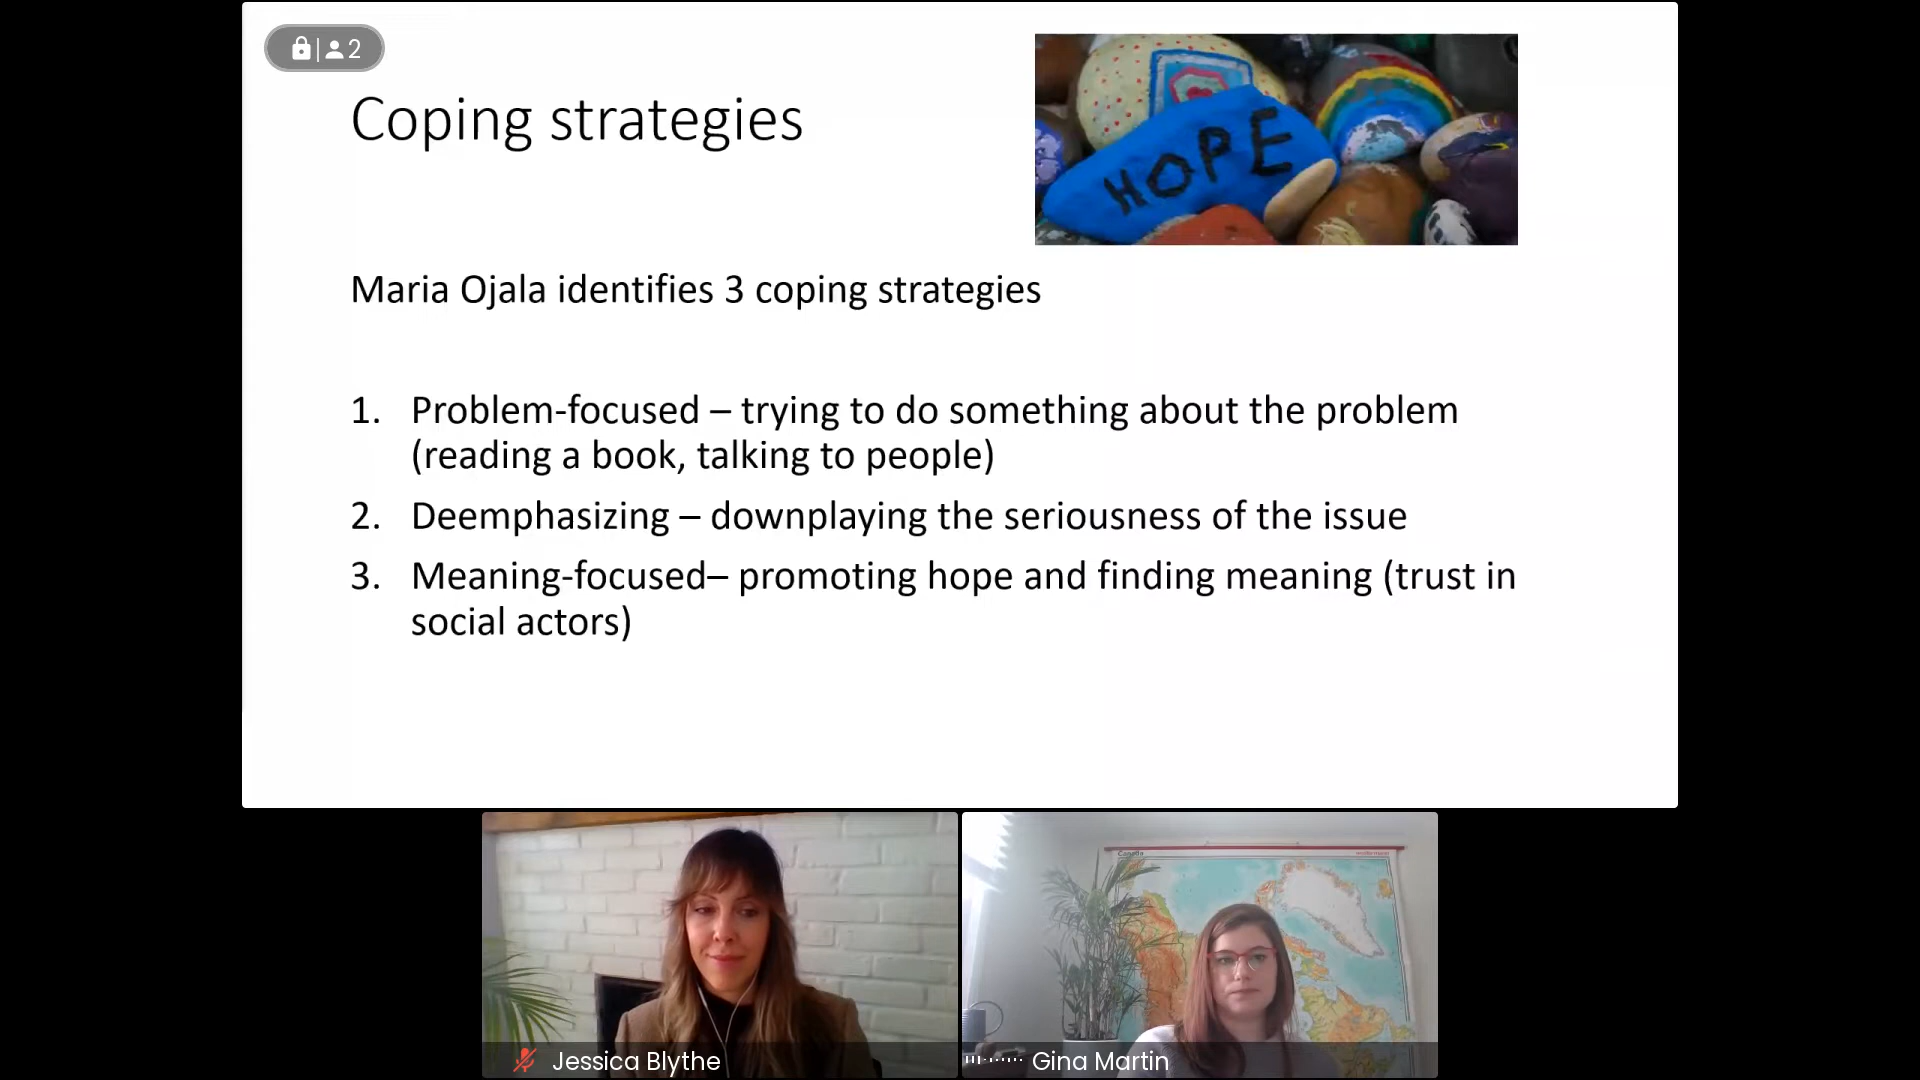 2
Coping strategies
HOPE
Maria Ojala identifies 3 coping strategies
1. Problem-focused – trying to do something about the problem
(reading a book, talking to people)
2. Deemphasizing – downplaying the seriousness of the issue
3. Meaning-focused– promoting hope and finding meaning (trust in
social actors)
Jessica Blythe
Gina Martin